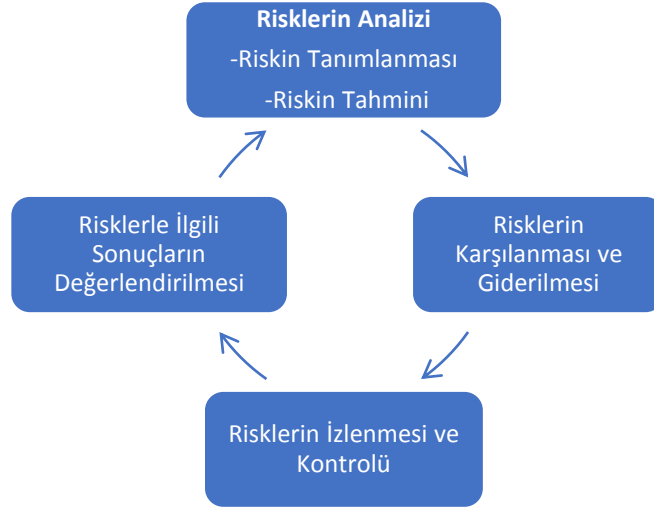 Risklerin Analizi
-Riskin Tanımlanması
-Riskin Tahmini
Risklerin
Karşılanması ve
Giderilmesi
Risklerin İzlenmesi ve
Kontrolü
Risklerle İlgili
Sonuçların
Değerlendirilmesi